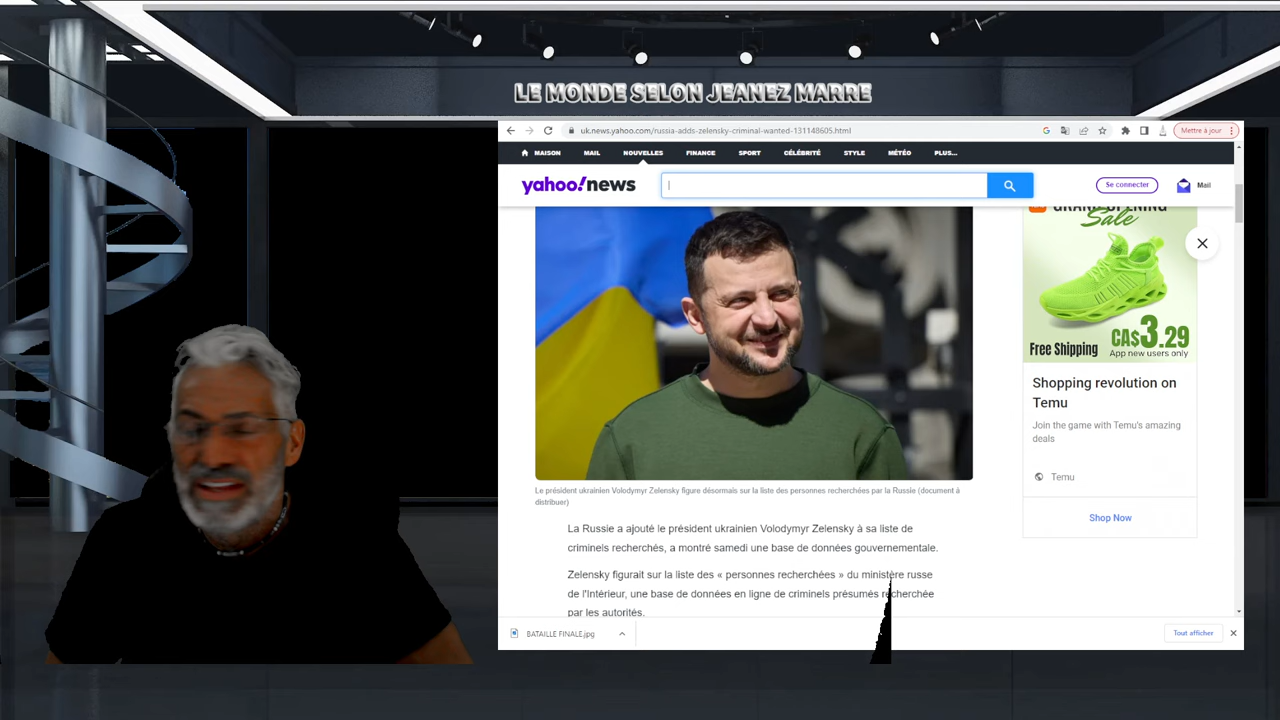 LE MONDE SELON JEANEZ MARRE
uk.news.yahoo.com/russia-adds-zelensky-criminal-wanted-131148605.html
Mettre à jour
MAISON MAIL NOUVELLES FINANCE SPORT CÉLÉBRITÉ STYLE MÉTÉO PLUS...
yahoo!news
Se connecter
Mail
GRAND OPENING
Sale
Free Shipping
CA$3.29
App new users only
Shopping revolution on
Temu
Join the game with Temu's amazing
deals
Temu
Shop Now
Le président ukrainien Volodymyr Zelensky figure désormais sur la liste des personnes recherchées par la Russie (document à
distribuer)
La Russie a ajouté le président ukrainien Volodymyr Zelensky à sa liste de
criminels recherchés, a montré samedi une base de données gouvernementale.
Zelensky figurait sur la liste des « personnes recherchées » du ministère russe
de l'Intérieur, une base de données en ligne de criminels présumés recherchée
par les autorités.
BATAILLE FINALE.jpg
Tout afficher